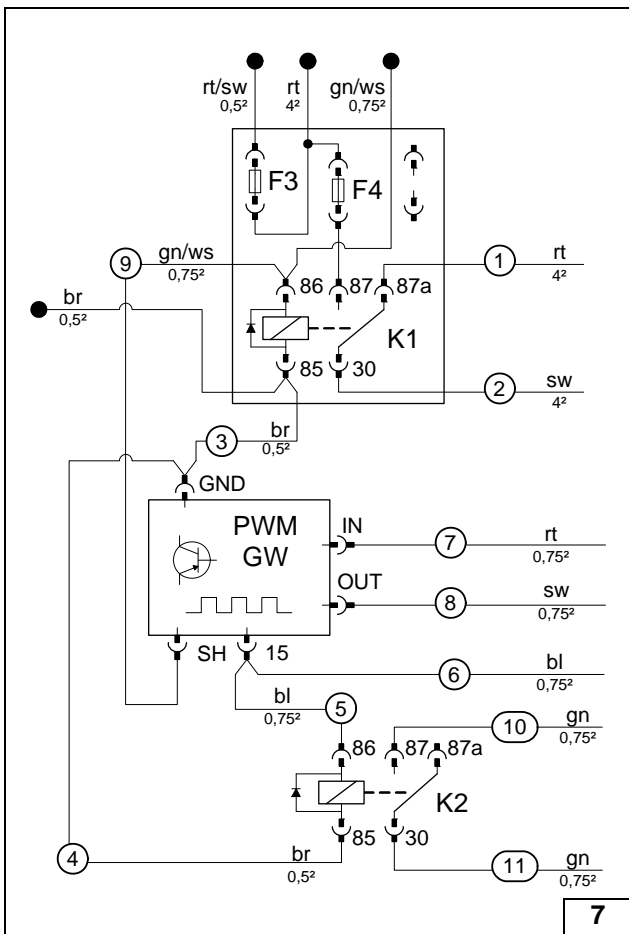 rt/sw
0,5²
rt
4²
gn/ws
0,75²
F3
F4
9
gn/ws
0,75²
1
rt
4²
86
87
87a
br
0,5²
K1
85
30
2
sw
4²
3
br
0,5²
GND
PWM
GW
IN
7
rt
0,75²
OUT
8
sw
0,75²
SH
15
6
bl
0,75²
bl
0,75²
5
10
gn
0,75²
86
87
87a
K2
85
30
4
br
0,5²
11
gn
0,75²
7